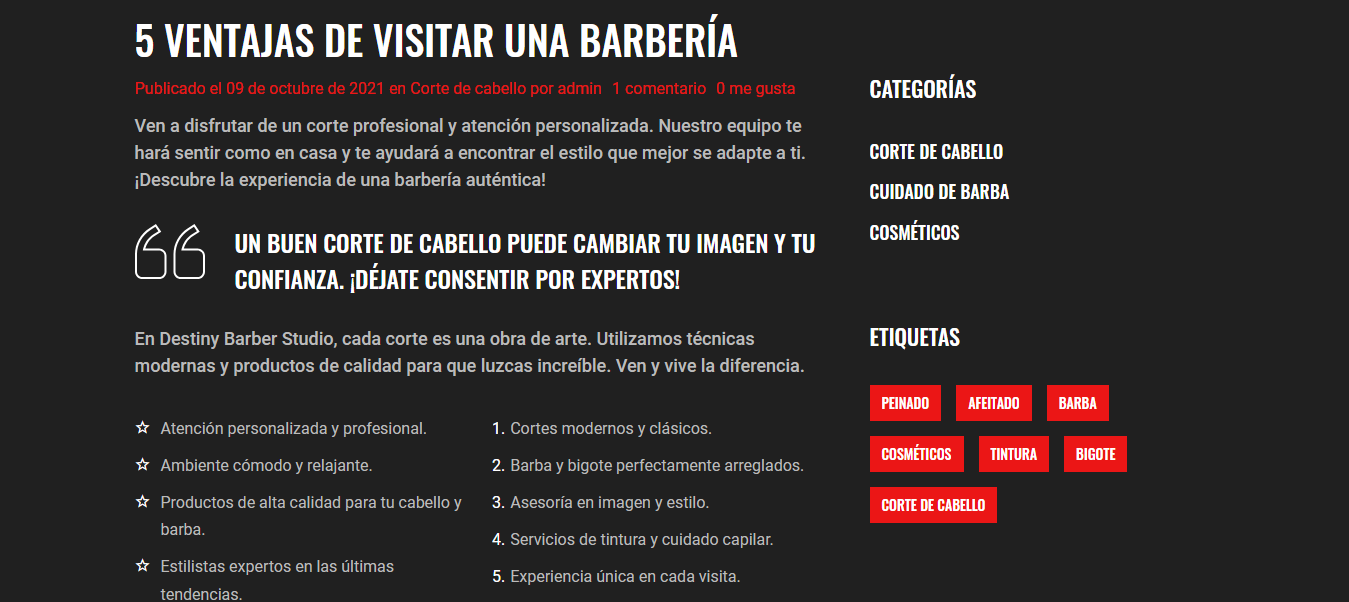 5 VENTAJAS DE VISITAR UNA BARBERÍA
Publicado el 09 de octubre de 2021 en Corte de cabello por admin 1 comentario 0 me gusta
Ven a disfrutar de un corte profesional y atención personalizada. Nuestro equipo te
hará sentir como en casa y te ayudará a encontrar el estilo que mejor se adapte a ti.
¡Descubre la experiencia de una barbería auténtica!
UN BUEN CORTE DE CABELLO PUEDE CAMBIAR TU IMAGEN Y TU
CONFIANZA. ¡DÉJATE CONSENTIR POR EXPERTOS!
En Destiny Barber Studio, cada corte es una obra de arte. Utilizamos técnicas
modernas y productos de calidad para que luzcas increíble. Ven y vive la diferencia.
Atención personalizada y profesional.
Ambiente cómodo y relajante.
Productos de alta calidad para tu cabello y
barba.
Estilistas expertos en las últimas
tendencias.
1. Cortes modernos y clásicos.
2. Barba y bigote perfectamente arreglados.
3. Asesoría en imagen y estilo.
4. Servicios de tintura y cuidado capilar.
5. Experiencia única en cada visita.
CATEGORÍAS
CORTE DE CABELLO
CUIDADO DE BARBA
COSMÉTICOS
ETIQUETAS
PEINADO AFEITADO BARBA
COSMÉTICOS TINTURA BIGOTE
CORTE DE CABELLO